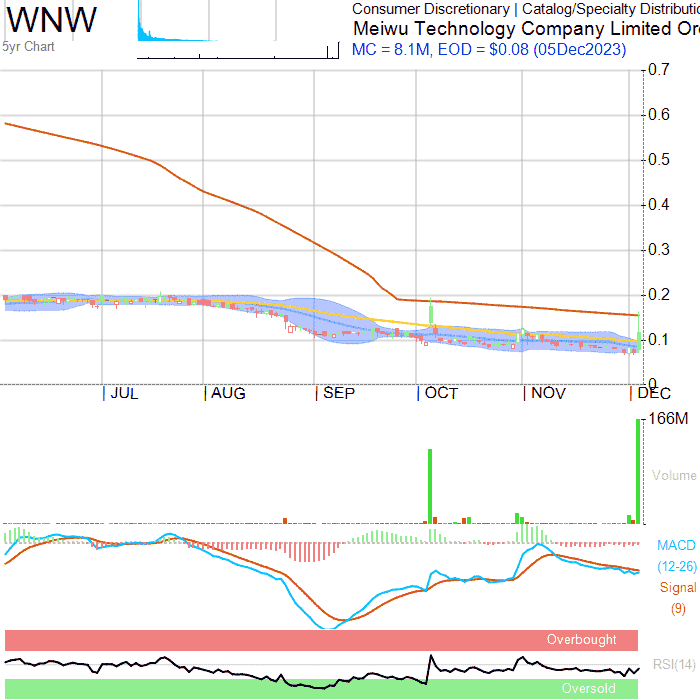 WNW
5yr Chart
Consumer Discretionary | Catalog/Specialty Distributio
Meiwu Technology Company Limited Or
MC = 8.1M, EOD = $0.08 (05Dec2023)
0.7
0.6
0.5
0.4
0.3
0.2
0.1
0
JUL
AUG
SEP
OCT
NOV
DEC
166M
Volume
MACD
(12-26)
Signal
(9)
Overbought
RSI(14)
Oversold